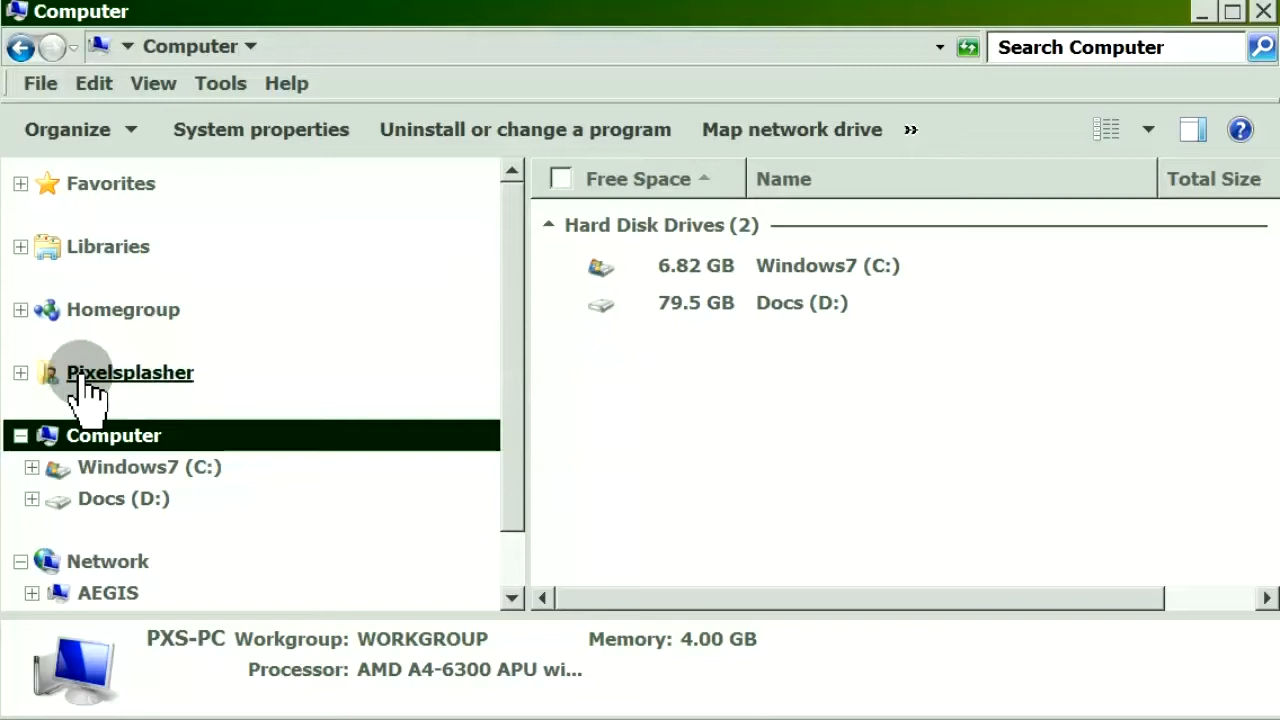 Computer
Computer
Search Computer
File Edit View Tools Help
Organize System properties Uninstall or change a program Map network drive »
Favorites
Libraries
Homegroup
Pixelsplasher
Computer
Windows7 (C:)
Docs (D:)
Network
AEGIS
Free Space Name Total Size
Hard Disk Drives (2)
6.82 GB Windows7 (C:)
79.5 GB Docs (D:)
PXS-PC Workgroup: WORKGROUP Memory: 4.00 GB
Processor: AMD A4-6300 APU wi...